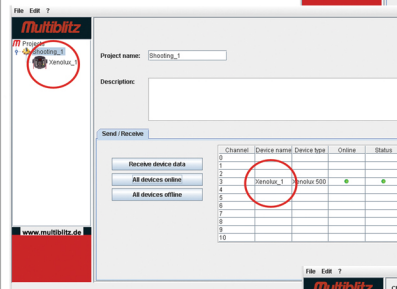 File Edit ?
Multiblitz
Projects
Shooting_1
Xenolux_1
Project name: Shooting_1
Description:
Send / Receive
Receive device data
All devices online
All devices offline
Channel Device name Device type Online Status
0
1
2
3 Xenolux_1 Xenolux 500
4
5
6
7
8
9
10
www.multiblitz.de
File Edit ?
Multiblitz